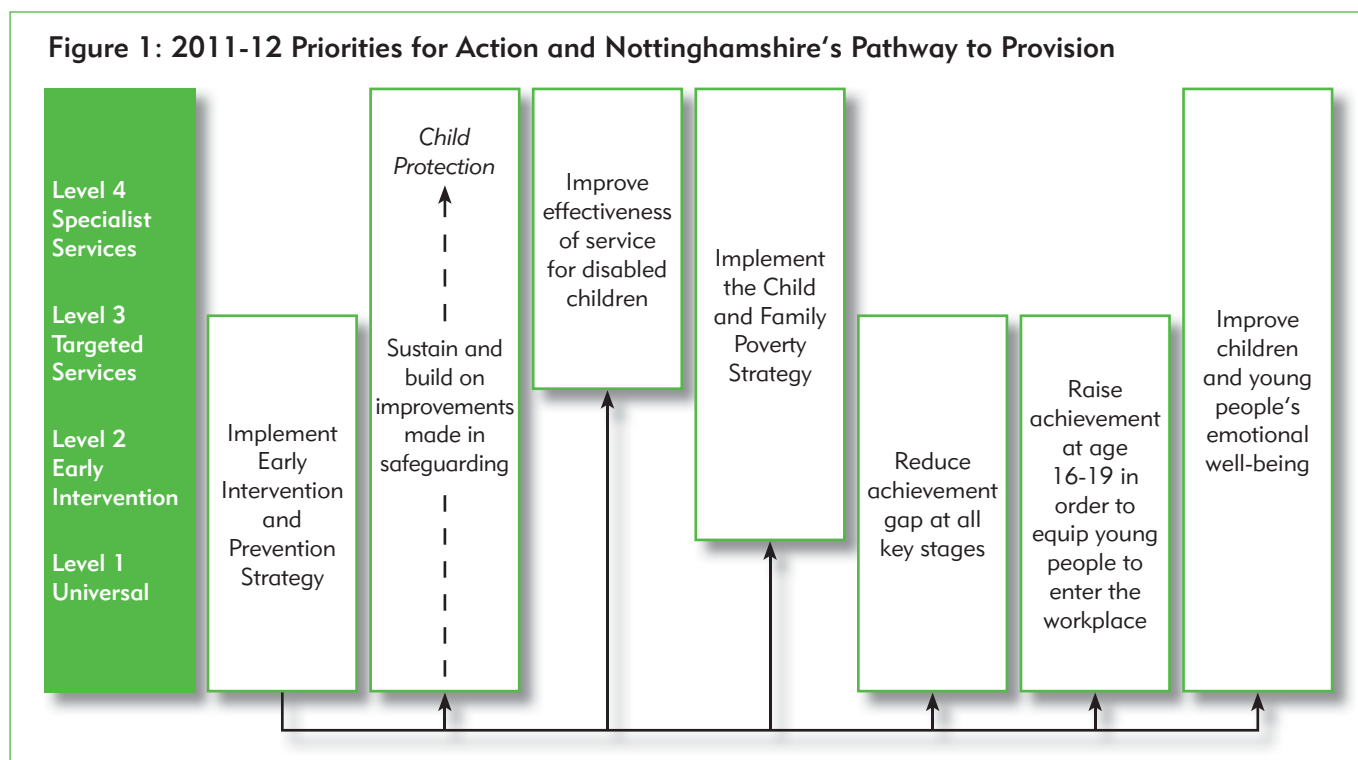 Figure 1: 2011-12 Priorities for Action and Nottinghamshire's Pathway to Provision
Level 4
Specialist
Services
Level 3
Targeted
Services
Level 2
Early
Intervention
Level 1
Universal
Implement
Early
Intervention
and
Prevention
Strategy
Child
Protection
Sustain and
build on
improvements
made in
safeguarding
Improve
effectiveness
of service
for disabled
children
Implement
the Child
and Family
Poverty
Strategy
Reduce
achievement
gap at all
key stages
Raise
achievement
at age
16-19 in
order to
equip young
people to
enter the
workplace
Improve
children
and young
people's
emotional
well-being